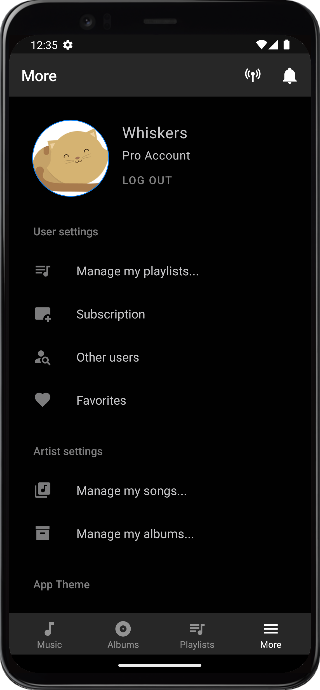 12:35
More
Whiskers
Pro Account
LOG OUT
User settings
Manage my playlists...
Subscription
Other users
Favorites
Artist settings
Manage my songs...
Manage my albums...
App Theme
Music
Albums
Playlists
More